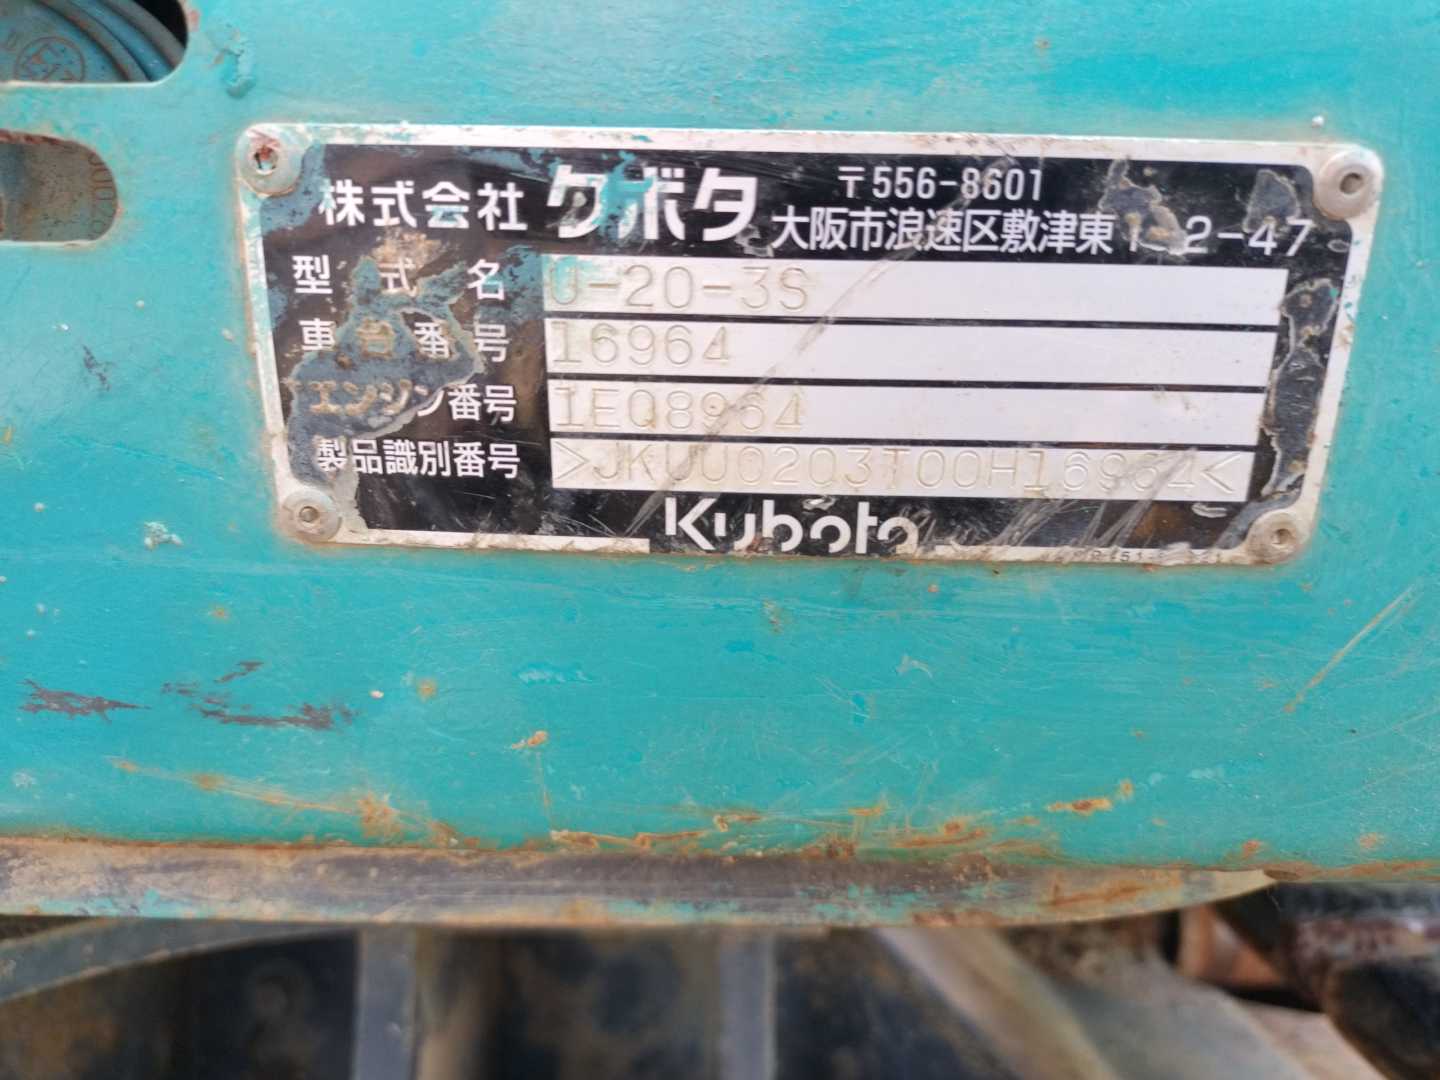 株式会社 クボタ 〒556-8601
大阪市浪速区敷津東1-2-47
型式名 U-20-3S
車台番号 16964
エンジン番号 1EQ8964
製品識別番号 >JKUU0203T00H16964<
Kubota